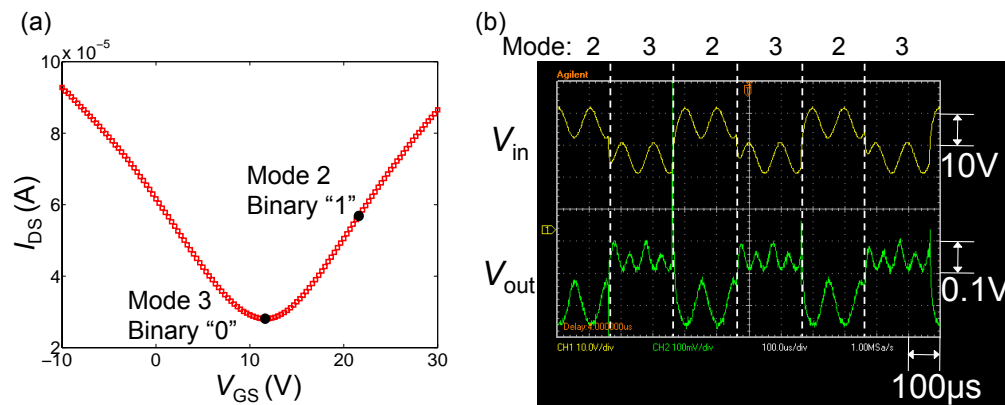 (a)
× 10⁻⁵
10
8
6
4
2
I_DS (A)
Mode 2
Binary “1”
Mode 3
Binary “0”
−10 0 10 20 30
V_GS (V)
(b)
Mode: 2 3 2 3 2 3
Agilent
V_in
10V
V_out
0.1V
Delay 4.000000us
CH1 10.0V/div CH2 100mV/div 100.0us/div 1.00MSa/s
100μs